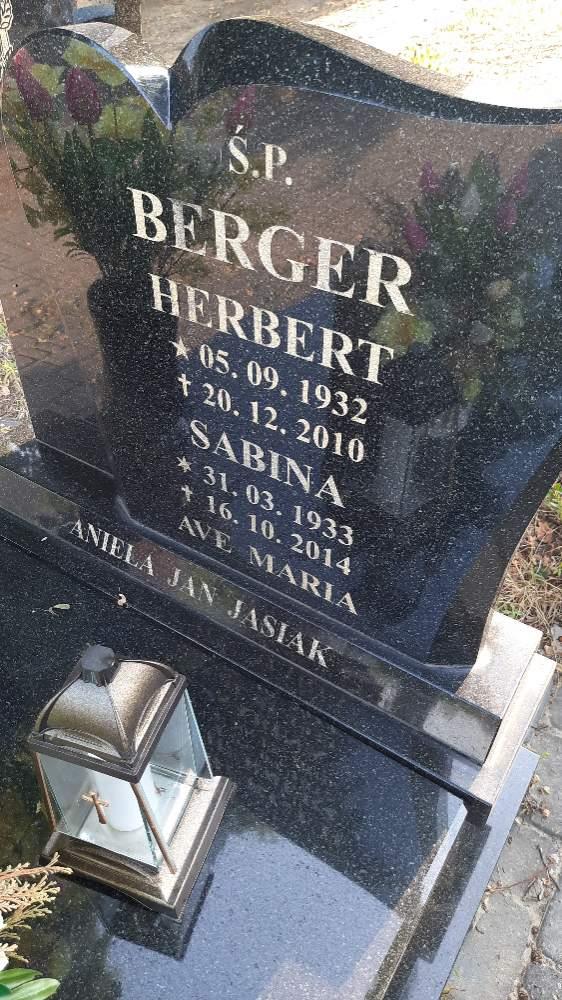 Ś.P.
BERGER
HERBERT
★ 05. 09. 1932
† 20. 12. 2010
SABINA
★ 31. 03. 1933
† 16. 10. 2014
AVE MARIA
ANIELA JAN JASIAK